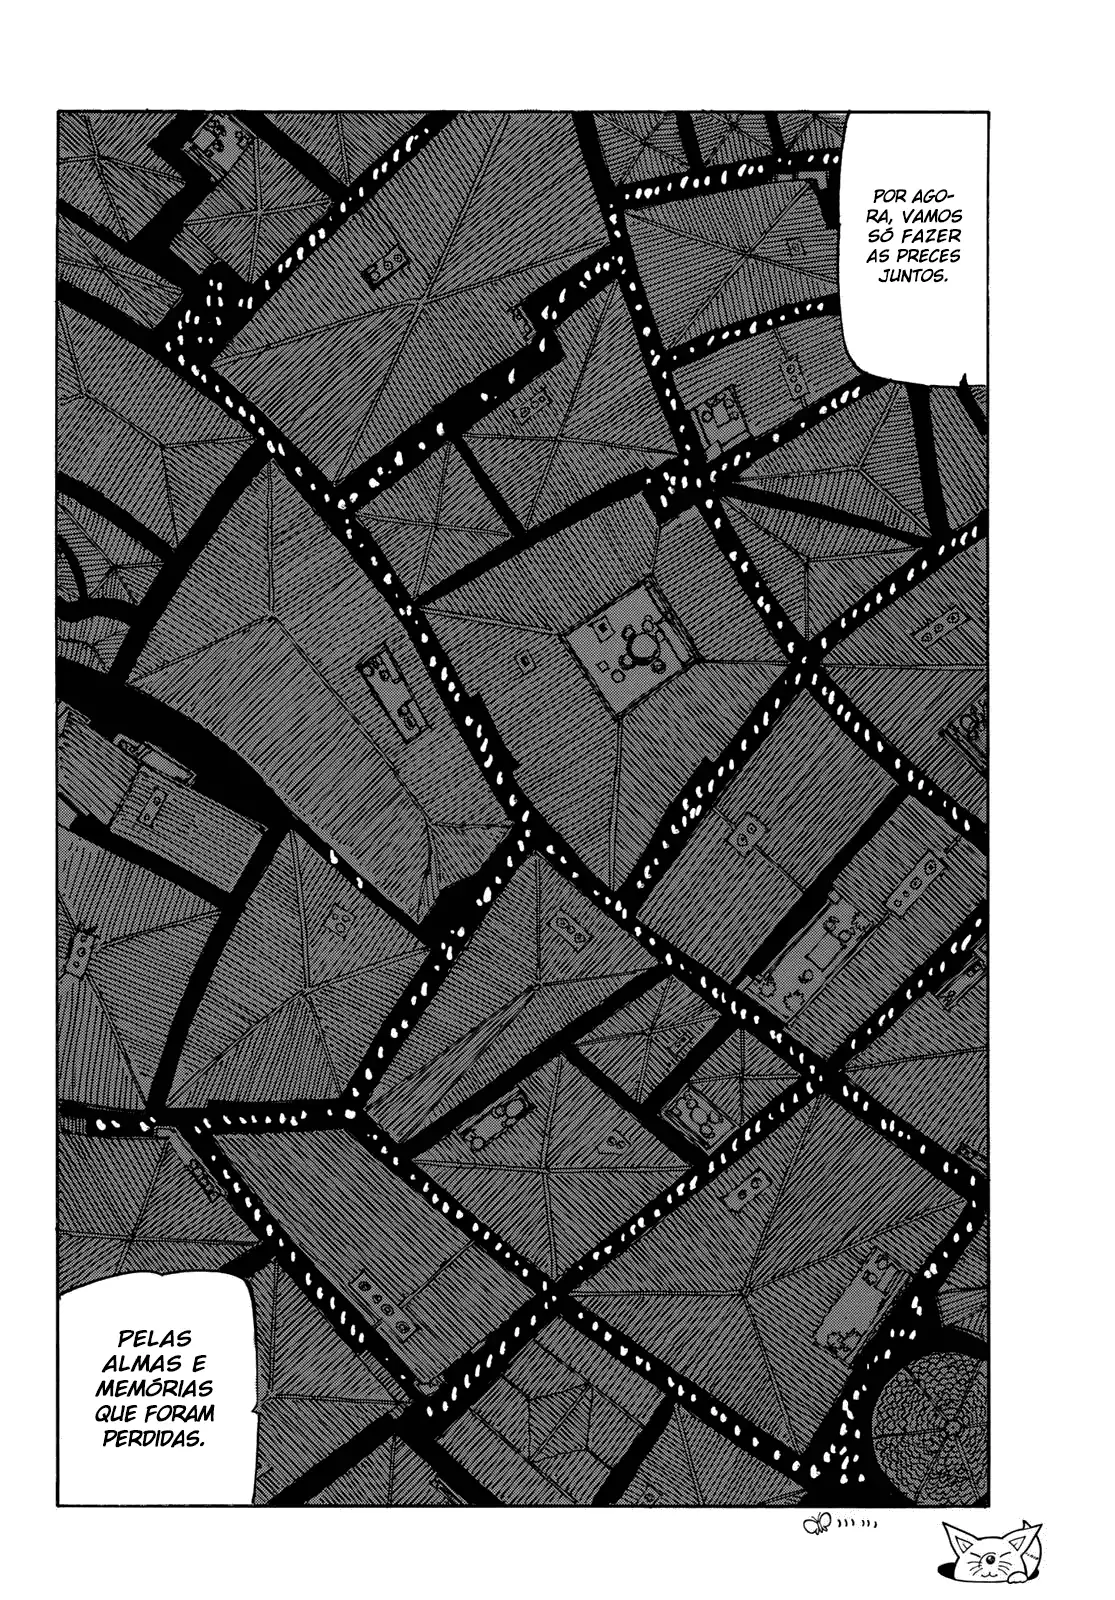 POR AGO-
RA, VAMOS
SÓ FAZER
AS PRECES
JUNTOS.
PELAS
ALMAS E
MEMÓRIAS
QUE FORAM
PERDIDAS.